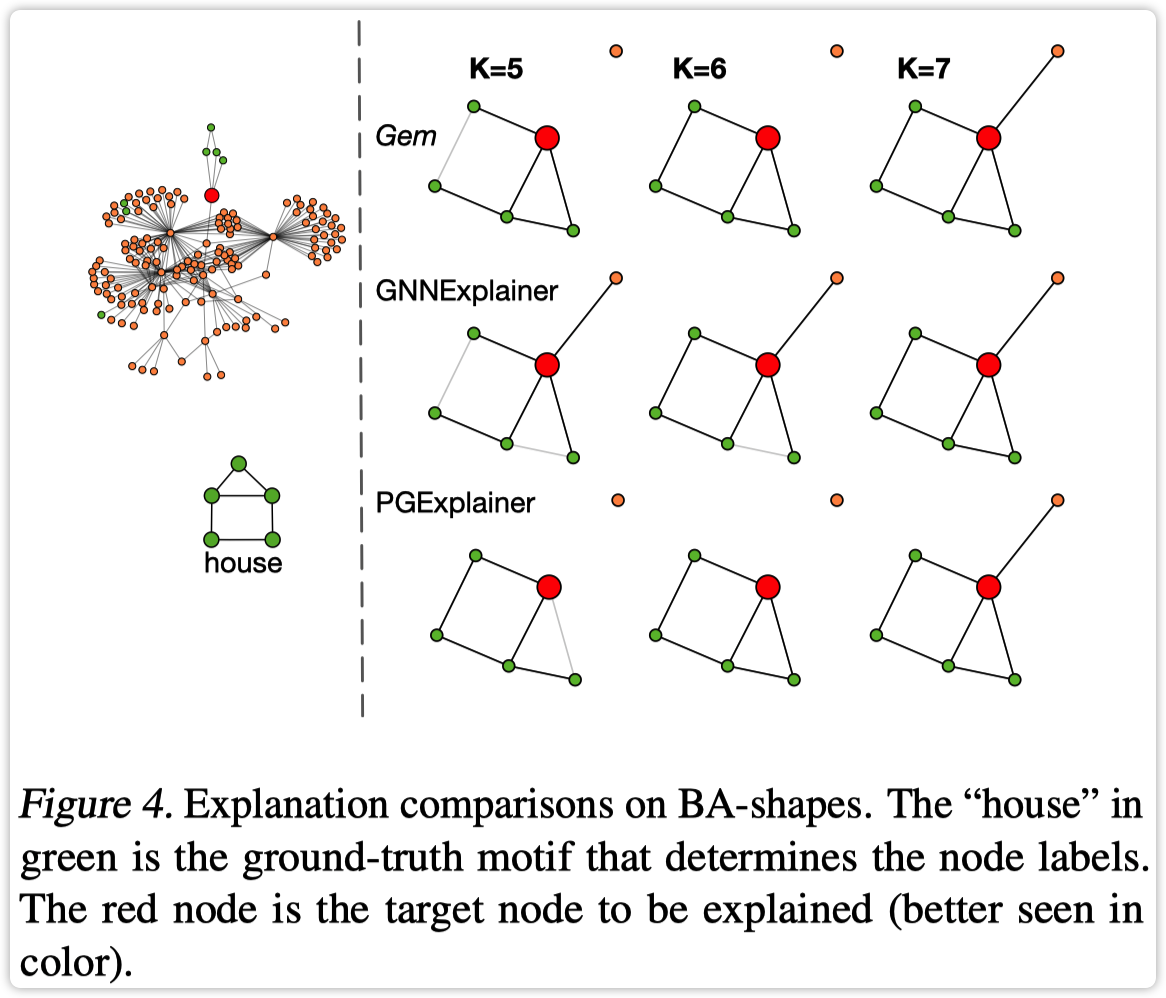 K=5 K=6 K=7
Gem
GNNExplainer
PGExplainer
house
Figure 4. Explanation comparisons on BA-shapes. The “house” in
green is the ground-truth motif that determines the node labels.
The red node is the target node to be explained (better seen in
color).